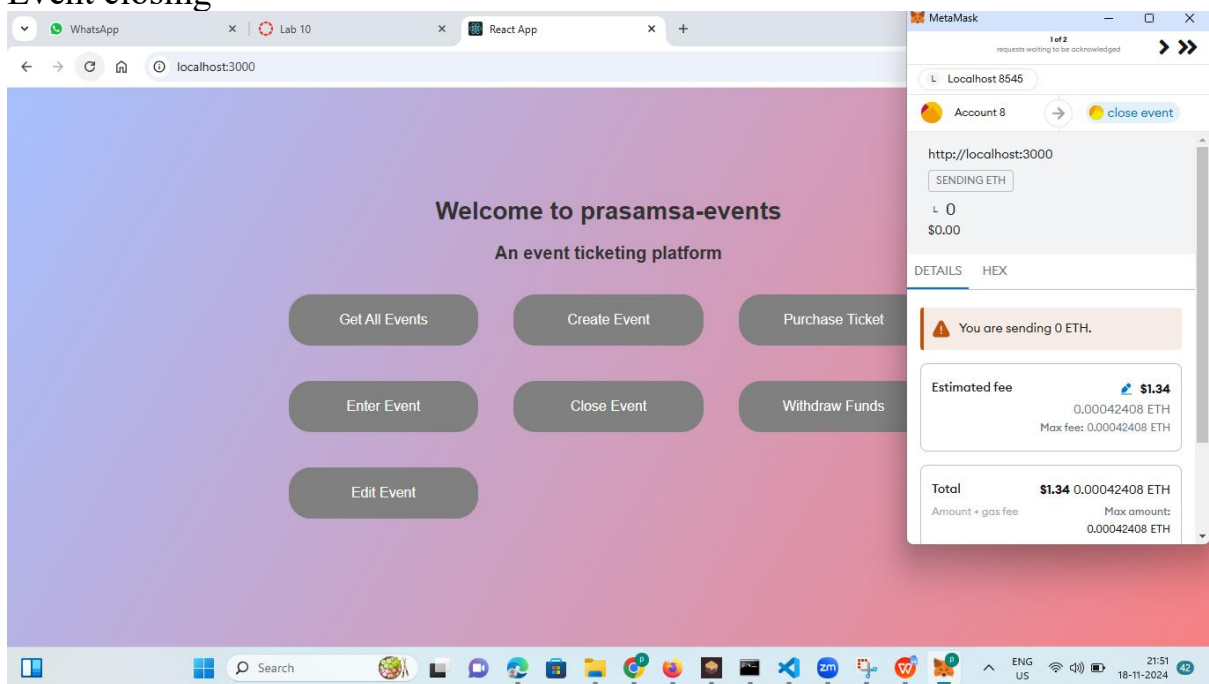 Event closing
WhatsApp
Lab 10
React App
localhost:3000
MetaMask
1 of 2
requests waiting to be acknowledged
L Localhost 8545
Account 8
close event
http://localhost:3000
SENDING ETH
L 0
$0.00
DETAILS HEX
You are sending 0 ETH.
Estimated fee $1.34
0.00042408 ETH
Max fee: 0.00042408 ETH
Total $1.34 0.00042408 ETH
Amount + gas fee Max amount:
0.00042408 ETH
Welcome to prasamsa-events
An event ticketing platform
Get All Events Create Event Purchase Ticket
Enter Event Close Event Withdraw Funds
Edit Event
Search
zm
W
P
P
ENG
US
21:51
18-11-2024
42